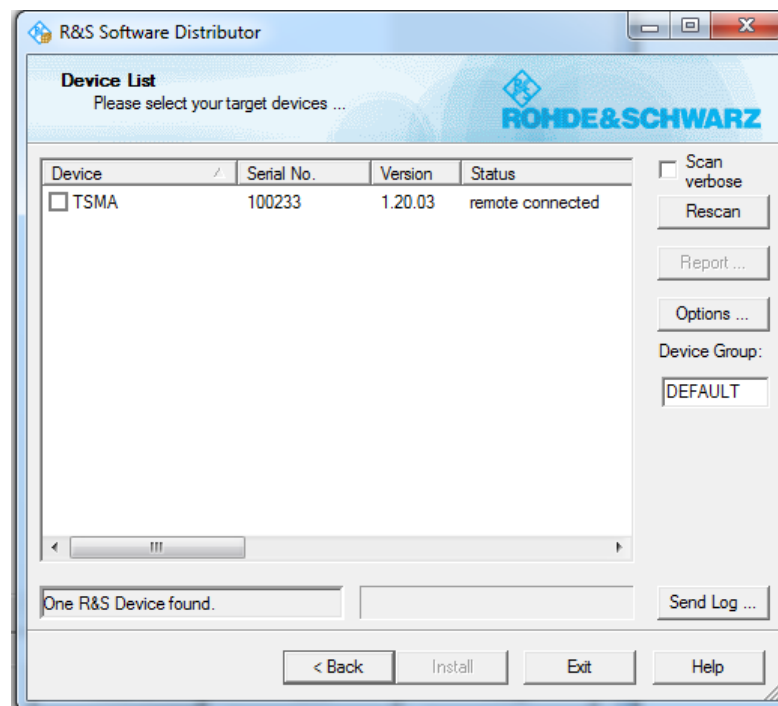 R&S Software Distributor
Device List
Please select your target devices ...
ROHDE&SCHWARZ
Device Serial No. Version Status
TSMA 100233 1.20.03 remote connected
Scan
verbose
Rescan
Report ...
Options ...
Device Group:
DEFAULT
One R&S Device found.
Send Log ...
< Back Install Exit Help